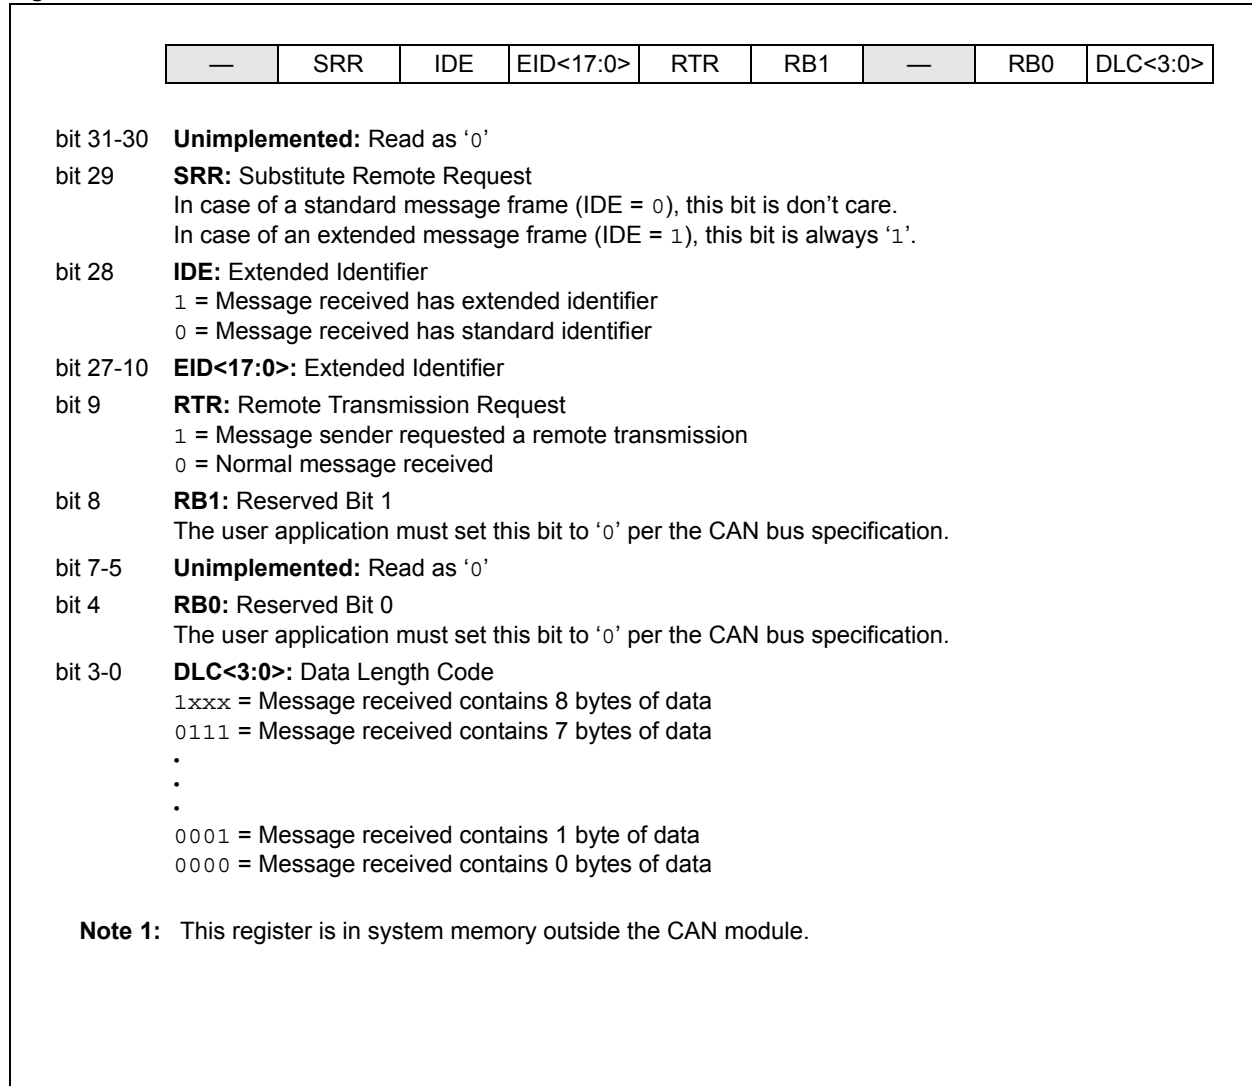 — SRR IDE EID<17:0> RTR RB1 — RB0 DLC<3:0>
bit 31-30 Unimplemented: Read as ‘0’
bit 29 SRR: Substitute Remote Request
In case of a standard message frame (IDE = 0), this bit is don’t care.
In case of an extended message frame (IDE = 1), this bit is always ‘1’.
bit 28 IDE: Extended Identifier
1 = Message received has extended identifier
0 = Message received has standard identifier
bit 27-10 EID<17:0>: Extended Identifier
bit 9 RTR: Remote Transmission Request
1 = Message sender requested a remote transmission
0 = Normal message received
bit 8 RB1: Reserved Bit 1
The user application must set this bit to ‘0’ per the CAN bus specification.
bit 7-5 Unimplemented: Read as ‘0’
bit 4 RB0: Reserved Bit 0
The user application must set this bit to ‘0’ per the CAN bus specification.
bit 3-0 DLC<3:0>: Data Length Code
1xxx = Message received contains 8 bytes of data
0111 = Message received contains 7 bytes of data
•
•
•
0001 = Message received contains 1 byte of data
0000 = Message received contains 0 bytes of data
Note 1: This register is in system memory outside the CAN module.